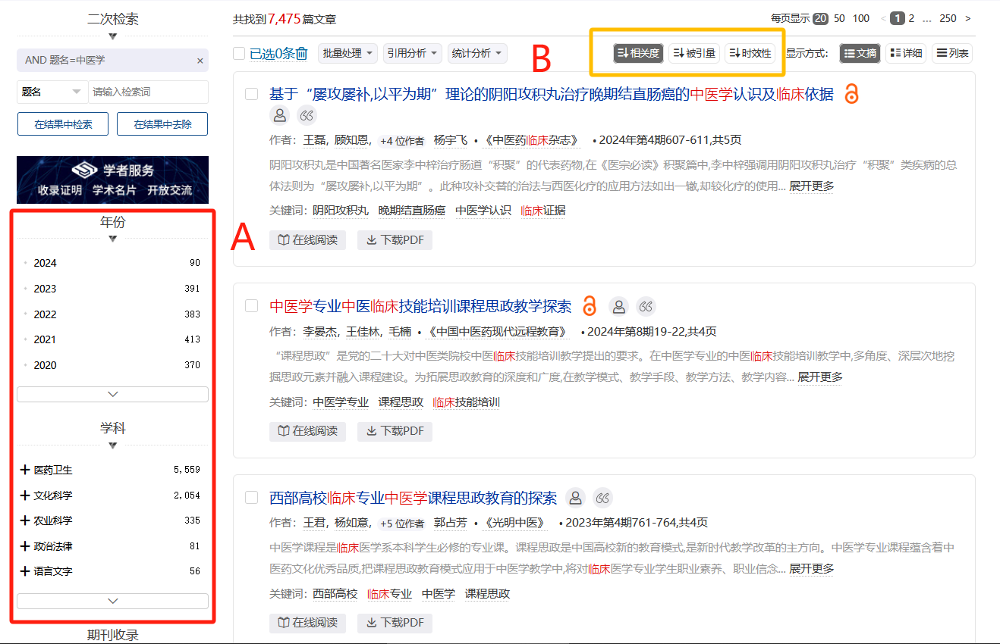 二次检索
AND 题名=中医学 ×
题名 请输入检索词
在结果中检索 在结果中去除
学者服务
收录证明 学术名片 开放交流
年份
2024 90
2023 391
2022 383
2021 413
2020 370
学科
医药卫生 5,559
文化科学 2,054
农业科学 335
政治法律 81
语言文字 56
期刊收录
A
共找到7,475篇文章
每页显示 20 50 100 < 1 2 ... 250 >
已选0条 批量处理 引用分析 统计分析
B
相关度 被引量 时效性 显示方式: 文摘 详细 列表
基于“屡攻屡补,以平为期”理论的阴阳攻积丸治疗晚期结直肠癌的中医学认识及临床依据
作者: 王磊, 顾知恩, +4 位作者 杨宇飞 •《中医药临床杂志》 •2024年第4期607-611,共5页
阴阳攻积丸是中国著名医家李中梓治疗肠道“积聚”的代表药物,在《医宗必读》积聚篇中,李中梓强调用阴阳攻积丸治疗“积聚”类疾病的总
体法则为“屡攻屡补,以平为期”。此种攻补交替的治法与西医化疗的应用方法如出一辙,却较化疗的使用... 展开更多
关键词: 阴阳攻积丸 晚期结直肠癌 中医学认识 临床证据
在线阅读 下载PDF
中医学专业中医临床技能培训课程思政教学探索
作者: 李晏杰, 王佳林, 毛楠 •《中国中医药现代远程教育》 •2024年第8期19-22,共4页
“课程思政”是党的二十大对中医类院校中医临床技能培训教学提出的要求。在中医学专业的中医临床技能培训教学中,多角度、深层次地挖
掘思政元素并融入课程建设。为拓展思政教育的深度和广度,在教学模式、教学手段、教学方法、教学内容... 展开更多
关键词: 中医学专业 课程思政 临床技能培训
在线阅读 下载PDF
西部高校临床专业中医学课程思政教育的探索
作者: 王君, 杨如意, +5 位作者 郭占芳 •《光明中医》 •2023年第4期761-764,共4页
中医学课程是临床医学系本科学生必修的专业课。课程思政是中国高校新的教育模式,是新时代教学改革的主方向。中医学专业课程蕴含着中
医药文化优秀品质,把课程思政教育模式应用于中医学教学中,将对临床医学专业学生职业素养、职业信念... 展开更多
关键词: 西部高校 临床专业 中医学 课程思政
在线阅读 下载PDF